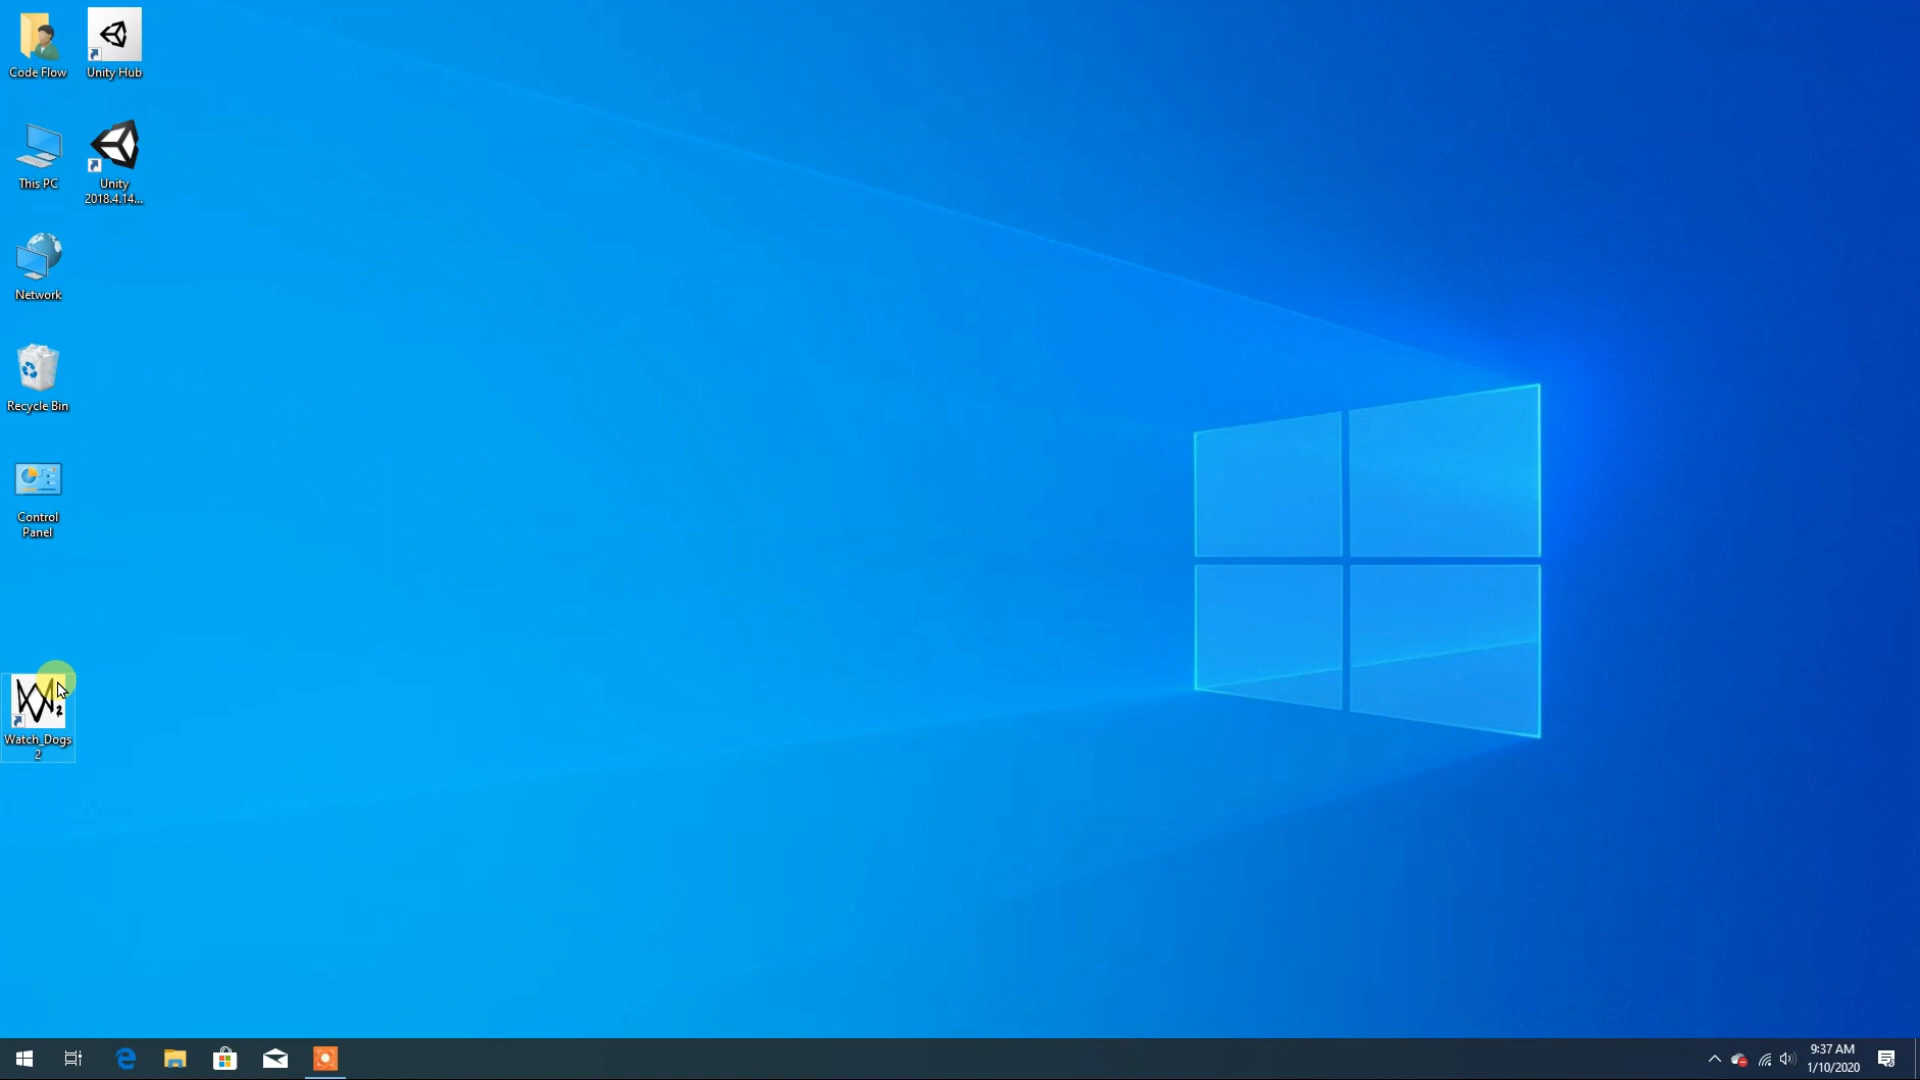 Code Flow
Unity Hub
This PC
Unity
2018.4.14...
Network
Recycle Bin
Control
Panel
Watch_Dogs
2
9:37 AM
1/10/2020